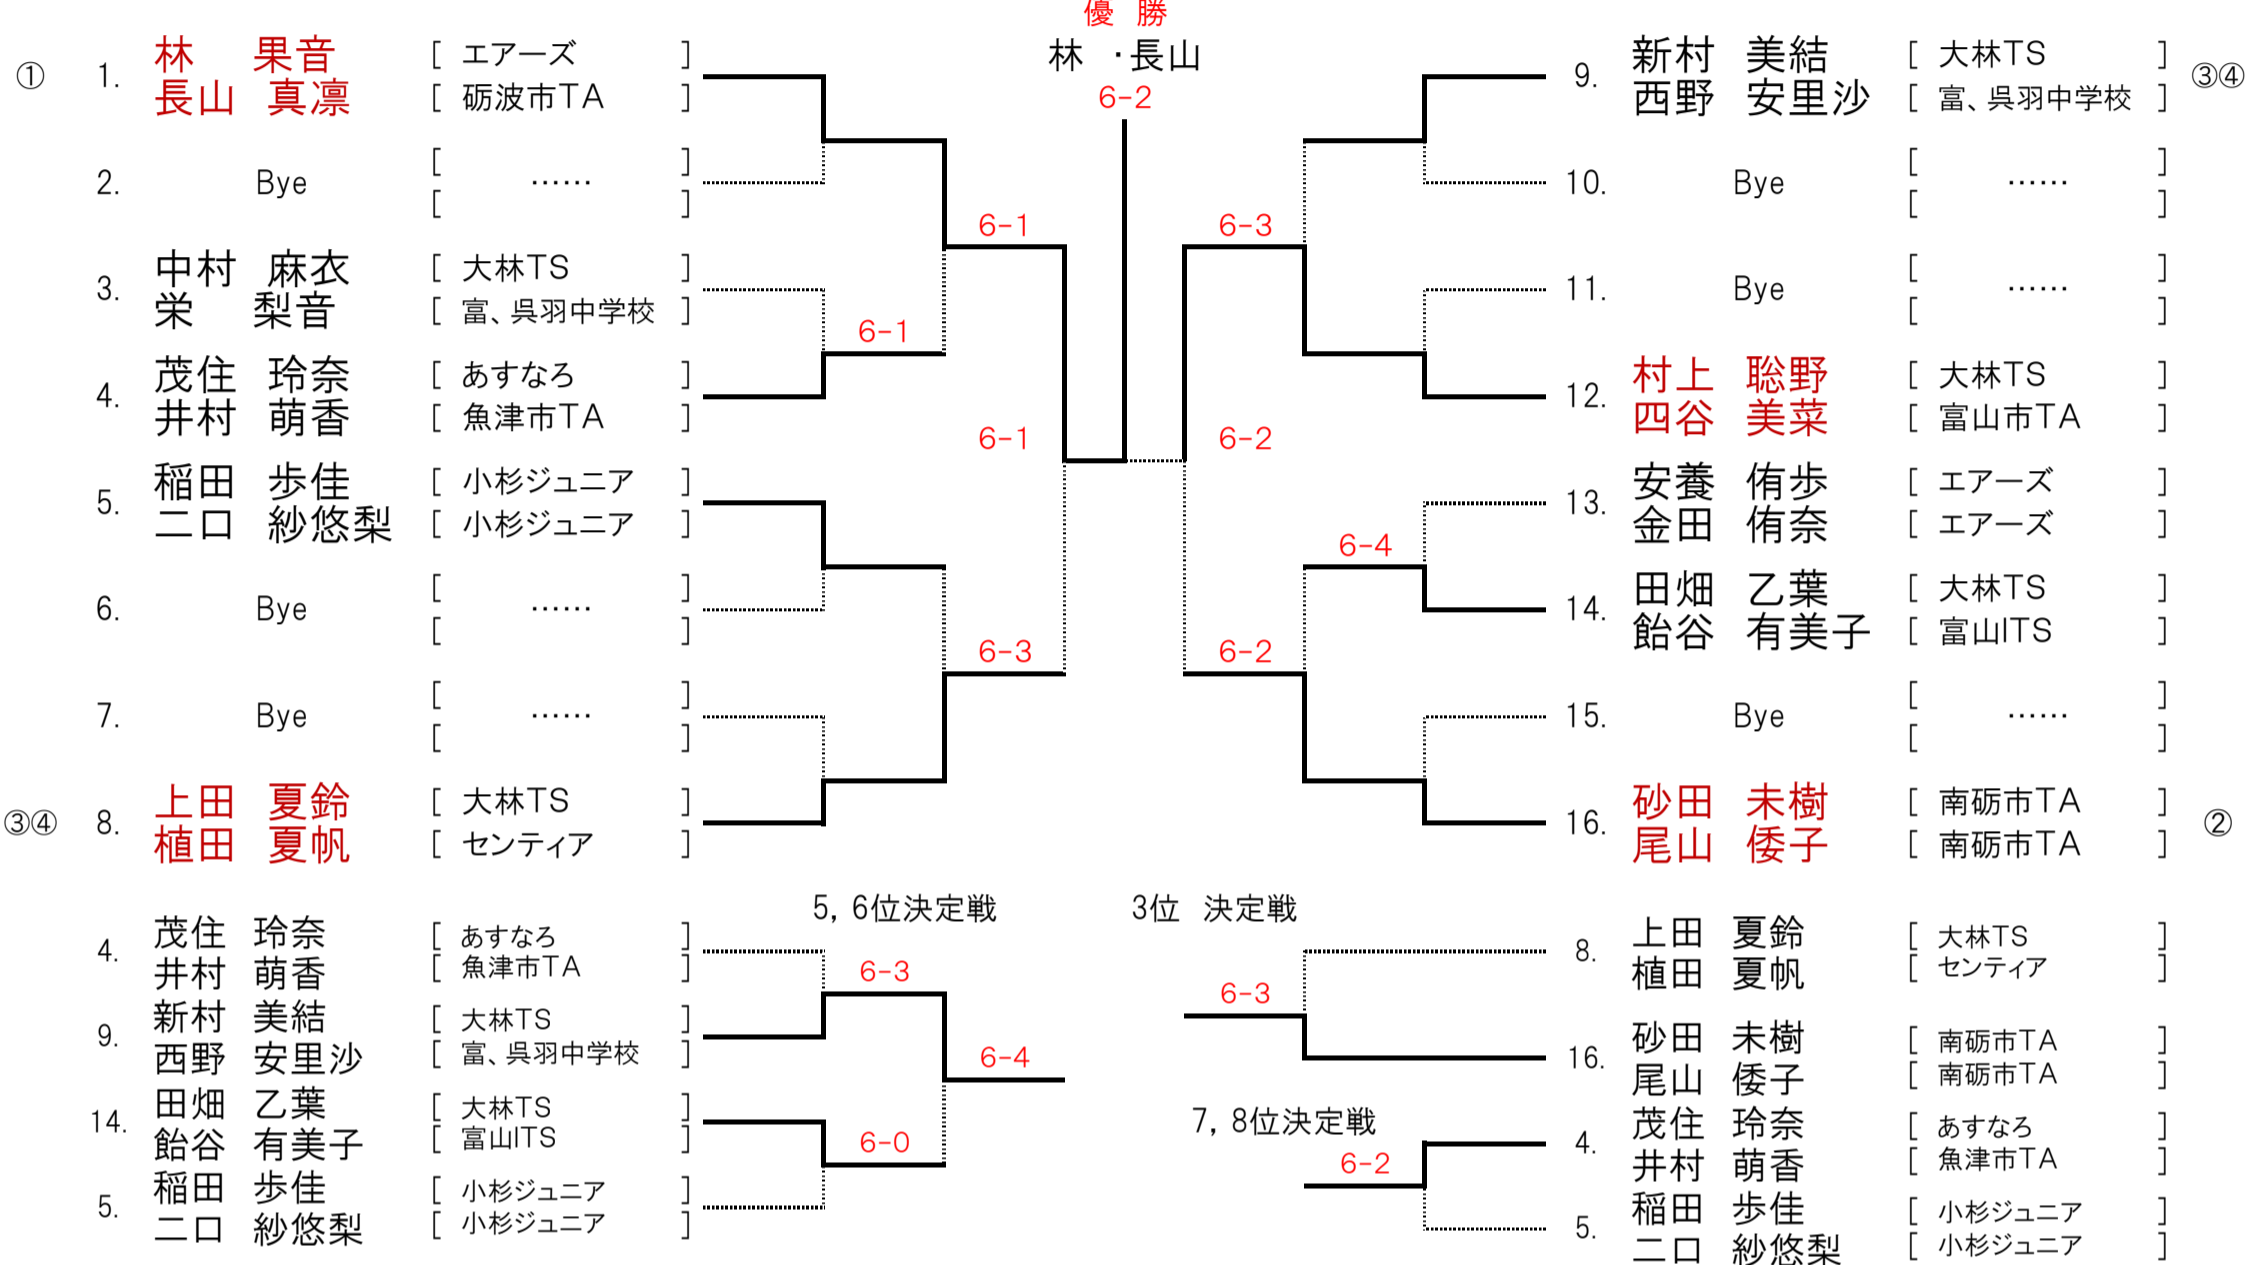 優 勝
林 ・長山
6-2
① 1. 林 果音 [ エアーズ ]
長山 真凛 [ 砺波市TA ]
2. Bye [ …… ]
3. 中村 麻衣 [ 大林TS ]
栄 梨音 [ 富、呉羽中学校 ]
4. 茂住 玲奈 [ あすなろ ]
井村 萌香 [ 魚津市TA ]
5. 稲田 歩佳 [ 小杉ジュニア ]
二口 紗悠梨 [ 小杉ジュニア ]
6. Bye [ …… ]
7. Bye [ …… ]
③④ 8. 上田 夏鈴 [ 大林TS ]
植田 夏帆 [ センティア ]
6-1
6-1
6-1
6-3
6-3
6-2
6-4
6-2
9. 新村 美結 [ 大林TS ] ③④
西野 安里沙 [ 富、呉羽中学校 ]
10. Bye [ …… ]
11. Bye [ …… ]
12. 村上 聡野 [ 大林TS ]
四谷 美菜 [ 富山市TA ]
13. 安養 侑歩 [ エアーズ ]
金田 侑奈 [ エアーズ ]
14. 田畑 乙葉 [ 大林TS ]
飴谷 有美子 [ 富山ITS ]
15. Bye [ …… ]
16. 砂田 未樹 [ 南砺市TA ] ②
尾山 倭子 [ 南砺市TA ]
5, 6位決定戦
4. 茂住 玲奈 [ あすなろ ]
井村 萌香 [ 魚津市TA ]
9. 新村 美結 [ 大林TS ]
西野 安里沙 [ 富、呉羽中学校 ]
14. 田畑 乙葉 [ 大林TS ]
飴谷 有美子 [ 富山ITS ]
5. 稲田 歩佳 [ 小杉ジュニア ]
二口 紗悠梨 [ 小杉ジュニア ]
6-3
6-4
6-0
3位 決定戦
6-3
8. 上田 夏鈴 [ 大林TS ]
植田 夏帆 [ センティア ]
16. 砂田 未樹 [ 南砺市TA ]
尾山 倭子 [ 南砺市TA ]
7, 8位決定戦
6-2
4. 茂住 玲奈 [ あすなろ ]
井村 萌香 [ 魚津市TA ]
5. 稲田 歩佳 [ 小杉ジュニア ]
二口 紗悠梨 [ 小杉ジュニア ]